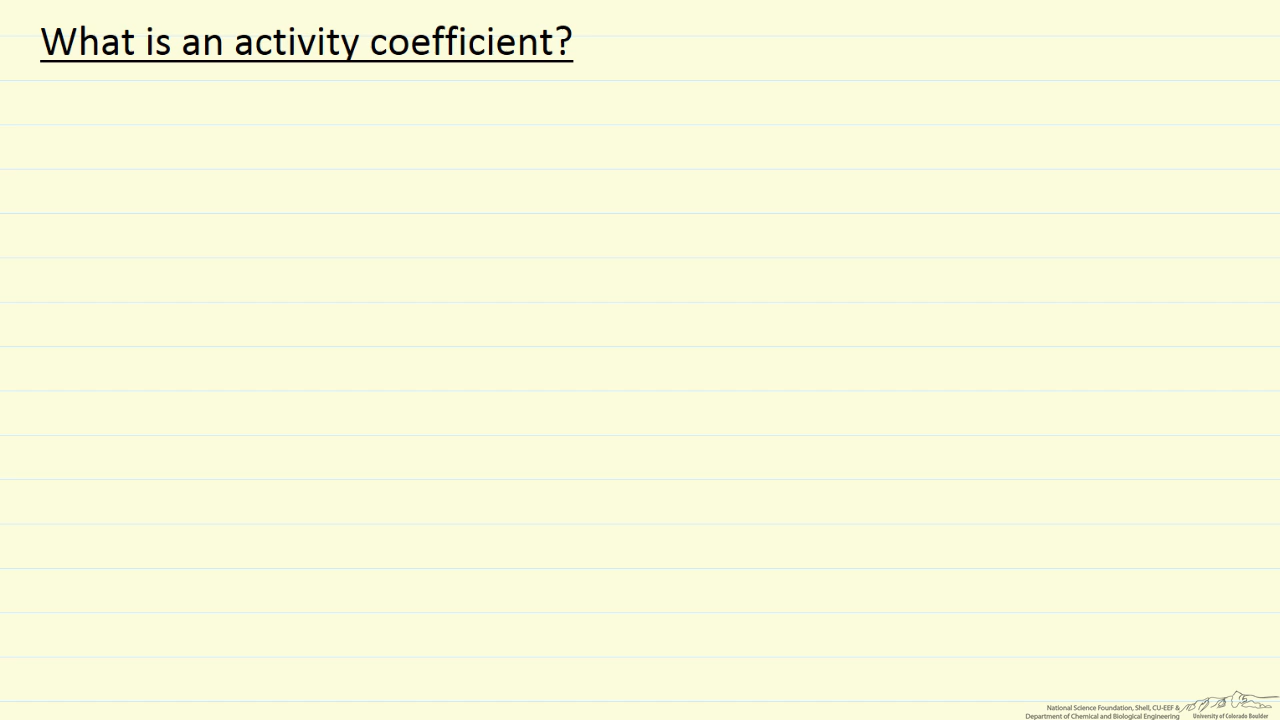 What is an activity coefficient?
National Science Foundation, Shell, CU-EEF &
Department of Chemical and Biological Engineering
University of Colorado Boulder